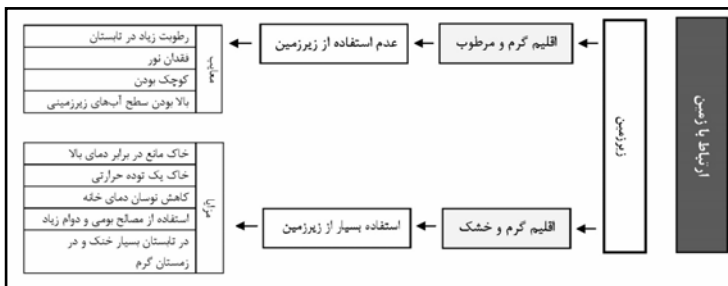 ارتباط با زمین
زیرزمین
اقلیم گرم و مرطوب
عدم استفاده از زیرزمین
معایب
رطوبت زیاد در تابستان
فقدان نور
کوچک بودن
بالا بودن سطح آب‌های زیرزمینی
اقلیم گرم و خشک
استفاده بسیار از زیرزمین
مزایا
خاک مانع در برابر دمای بالا
خاک یک توده حرارتی
کاهش نوسان دمای خانه
استفاده از مصالح بومی و دوام زیاد
در تابستان بسیار خنک و در
زمستان گرم